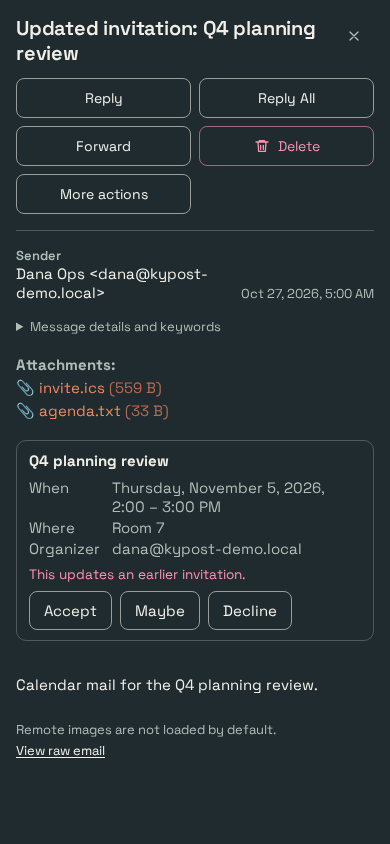 Updated invitation: Q4 planning
review
Reply
Reply All
Forward
Delete
More actions
Sender
Dana Ops <dana@kypost-
demo.local>
Oct 27, 2026, 5:00 AM
Message details and keywords
Attachments:
invite.ics (559 B)
agenda.txt (33 B)
Q4 planning review
When Thursday, November 5, 2026,
2:00 – 3:00 PM
Where Room 7
Organizer dana@kypost-demo.local
This updates an earlier invitation.
Accept
Maybe
Decline
Calendar mail for the Q4 planning review.
Remote images are not loaded by default.
View raw email